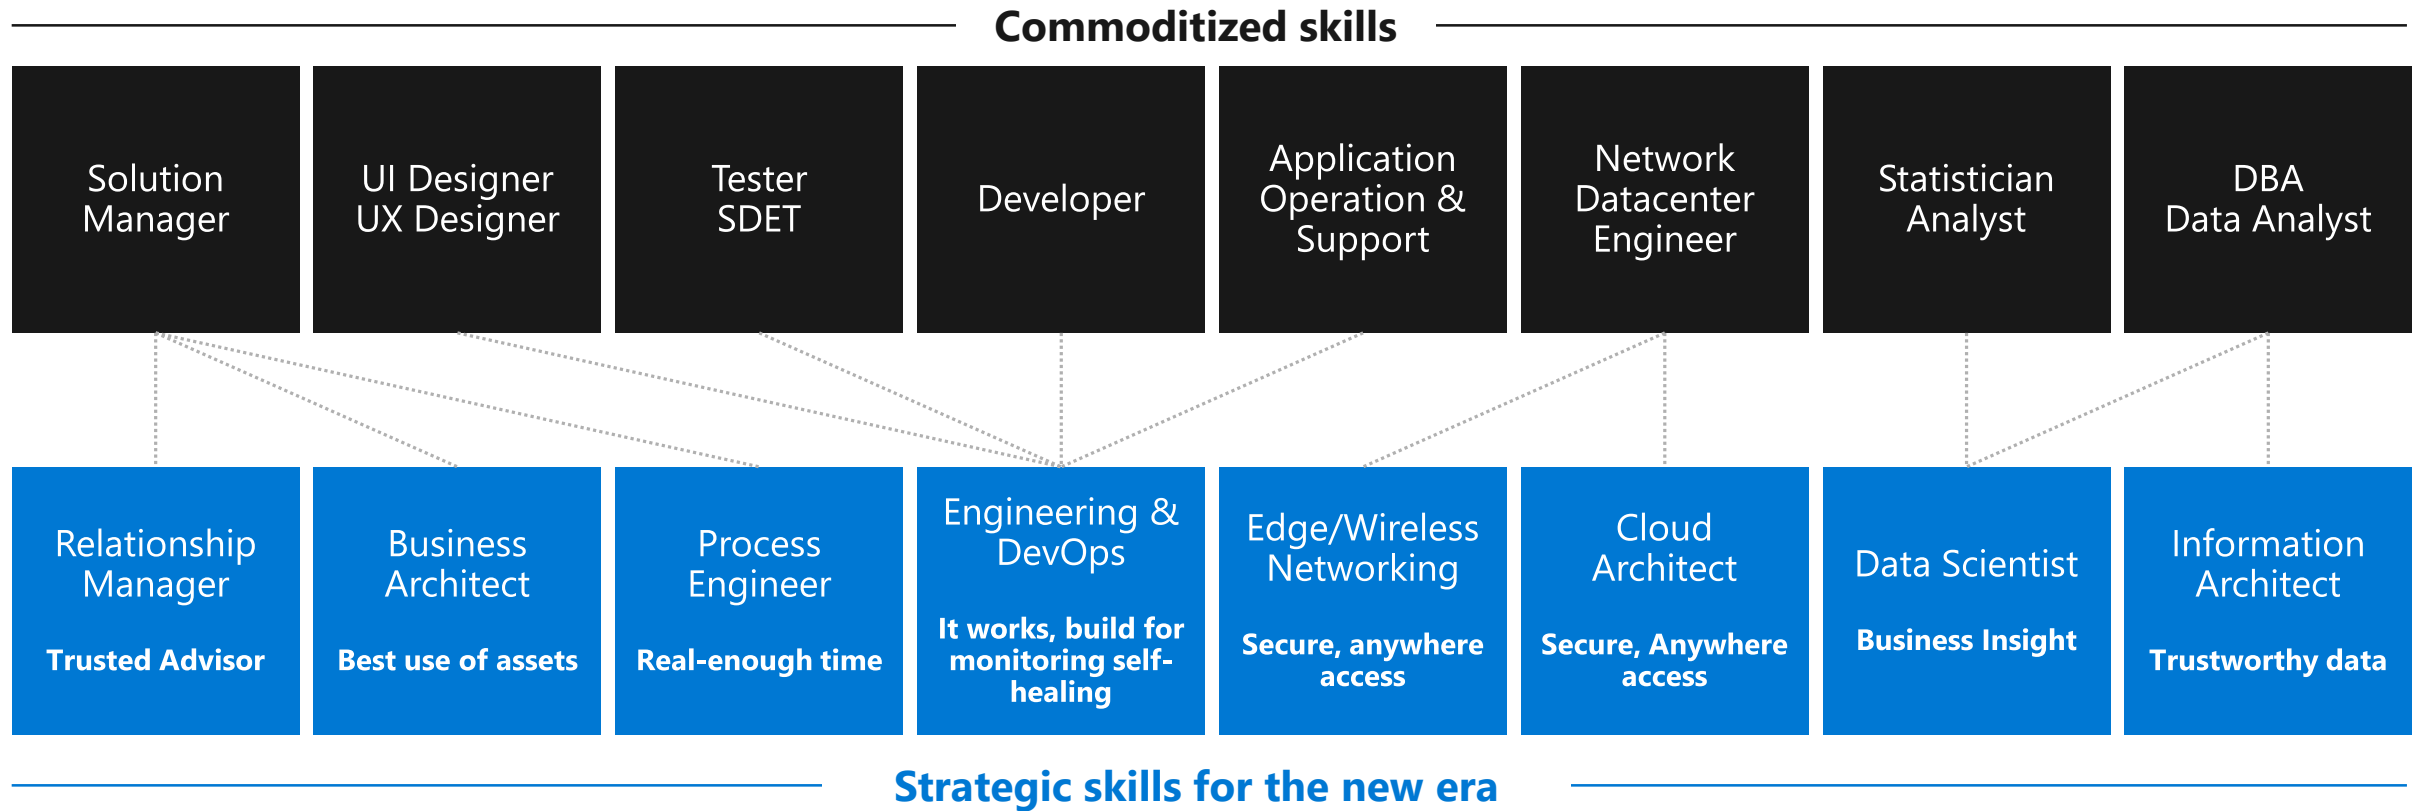 Commoditized skills
Solution
Manager
UI Designer
UX Designer
Tester
SDET
Developer
Application
Operation &
Support
Network
Datacenter
Engineer
Statistician
Analyst
DBA
Data Analyst
Relationship
Manager
Trusted Advisor
Business
Architect
Best use of assets
Process
Engineer
Real-enough time
Engineering &
DevOps
It works, build for
monitoring self-
healing
Edge/Wireless
Networking
Secure, anywhere
access
Cloud
Architect
Secure, Anywhere
access
Data Scientist
Business Insight
Information
Architect
Trustworthy data
Strategic skills for the new era